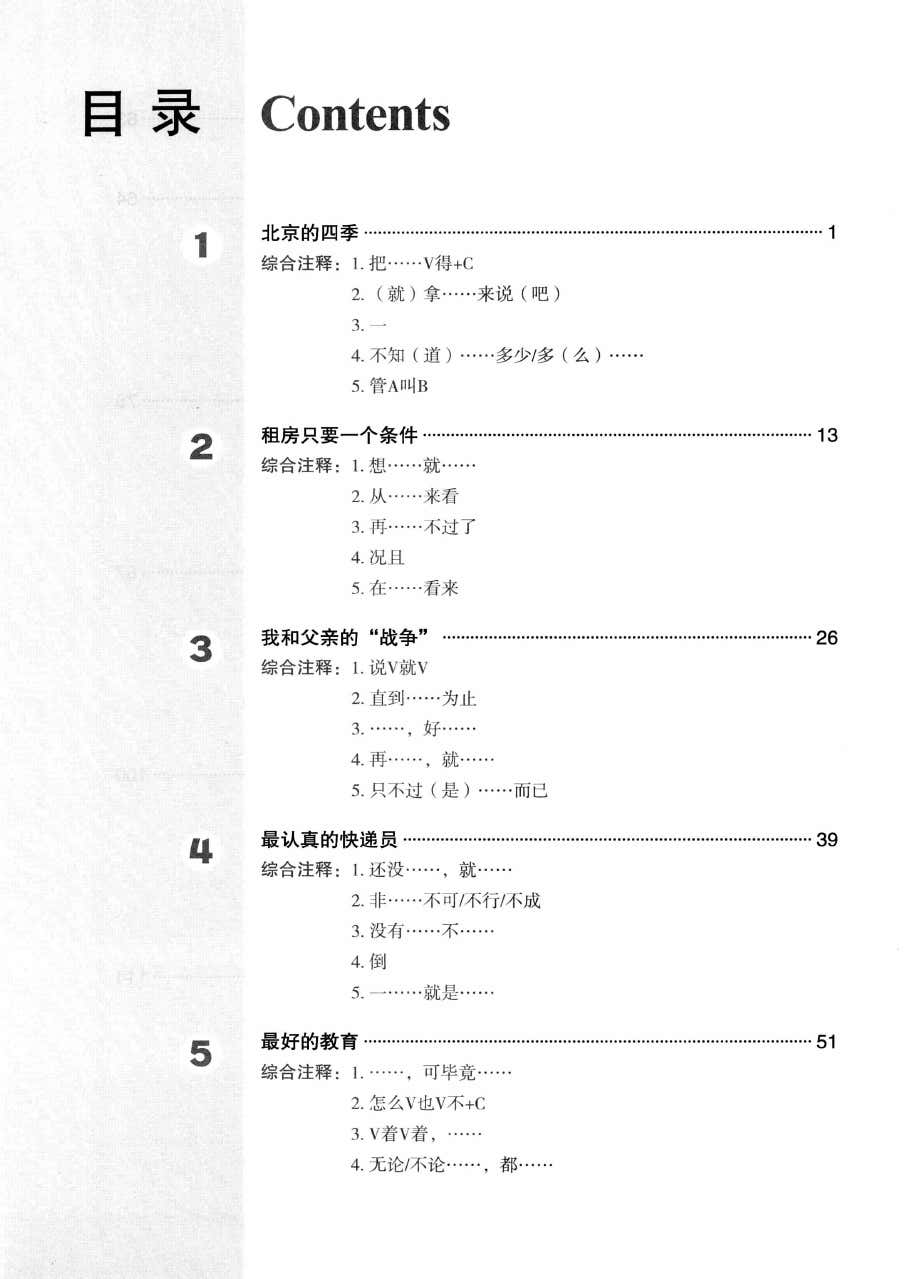 目录 Contents
1 北京的四季 …… 1
综合注释：1. 把……V得+C
2.（就）拿……来说（吧）
3. 一
4. 不知（道）……多少/多（么）……
5. 管A叫B
2 租房只要一个条件 …… 13
综合注释：1. 想……就……
2. 从……来看
3. 再……不过了
4. 况且
5. 在……看来
3 我和父亲的“战争” …… 26
综合注释：1. 说V就V
2. 直到……为止
3. ……，好……
4. 再……，就……
5. 只不过（是）……而已
4 最认真的快递员 …… 39
综合注释：1. 还没……，就……
2. 非……不可/不行/不成
3. 没有……不……
4. 倒
5. 一……就是……
5 最好的教育 …… 51
综合注释：1. ……，可毕竟……
2. 怎么V也V不+C
3. V着V着，……
4. 无论/不论……，都……